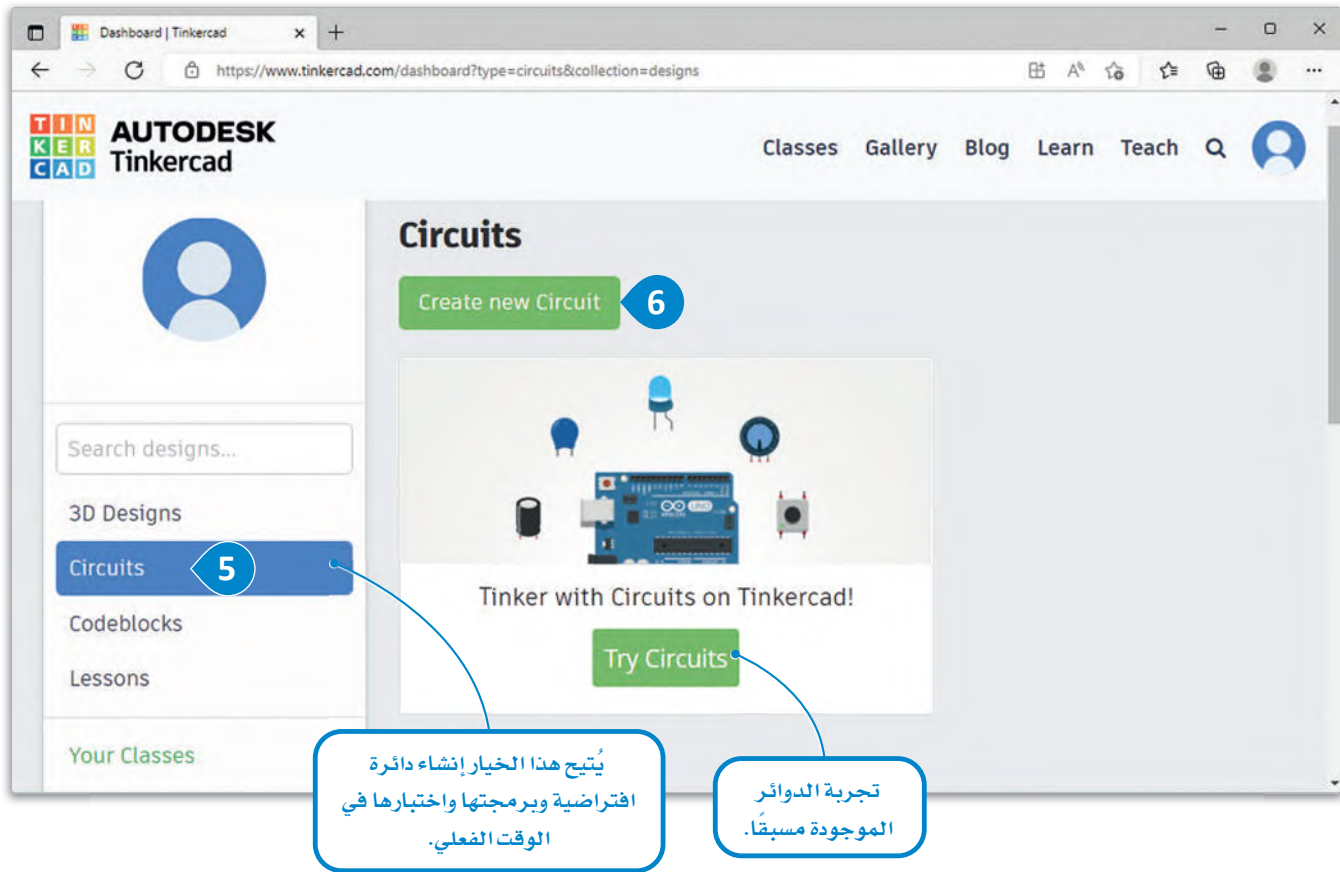 Dashboard | Tinkercad
https://www.tinkercad.com/dashboard?type=circuits&collection=designs
TIN
KER
CAD
AUTODESK
Tinkercad
Classes Gallery Blog Learn Teach
Circuits
Create new Circuit 6
Search designs...
3D Designs
Circuits 5
Codeblocks
Lessons
Your Classes
UNO
Tinker with Circuits on Tinkercad!
Try Circuits
يُتيح هذا الخيار إنشاء دائرة
افتراضية وبرمجتها واختبارها في
الوقت الفعلي.
تجربة الدوائر
الموجودة مسبقًا.